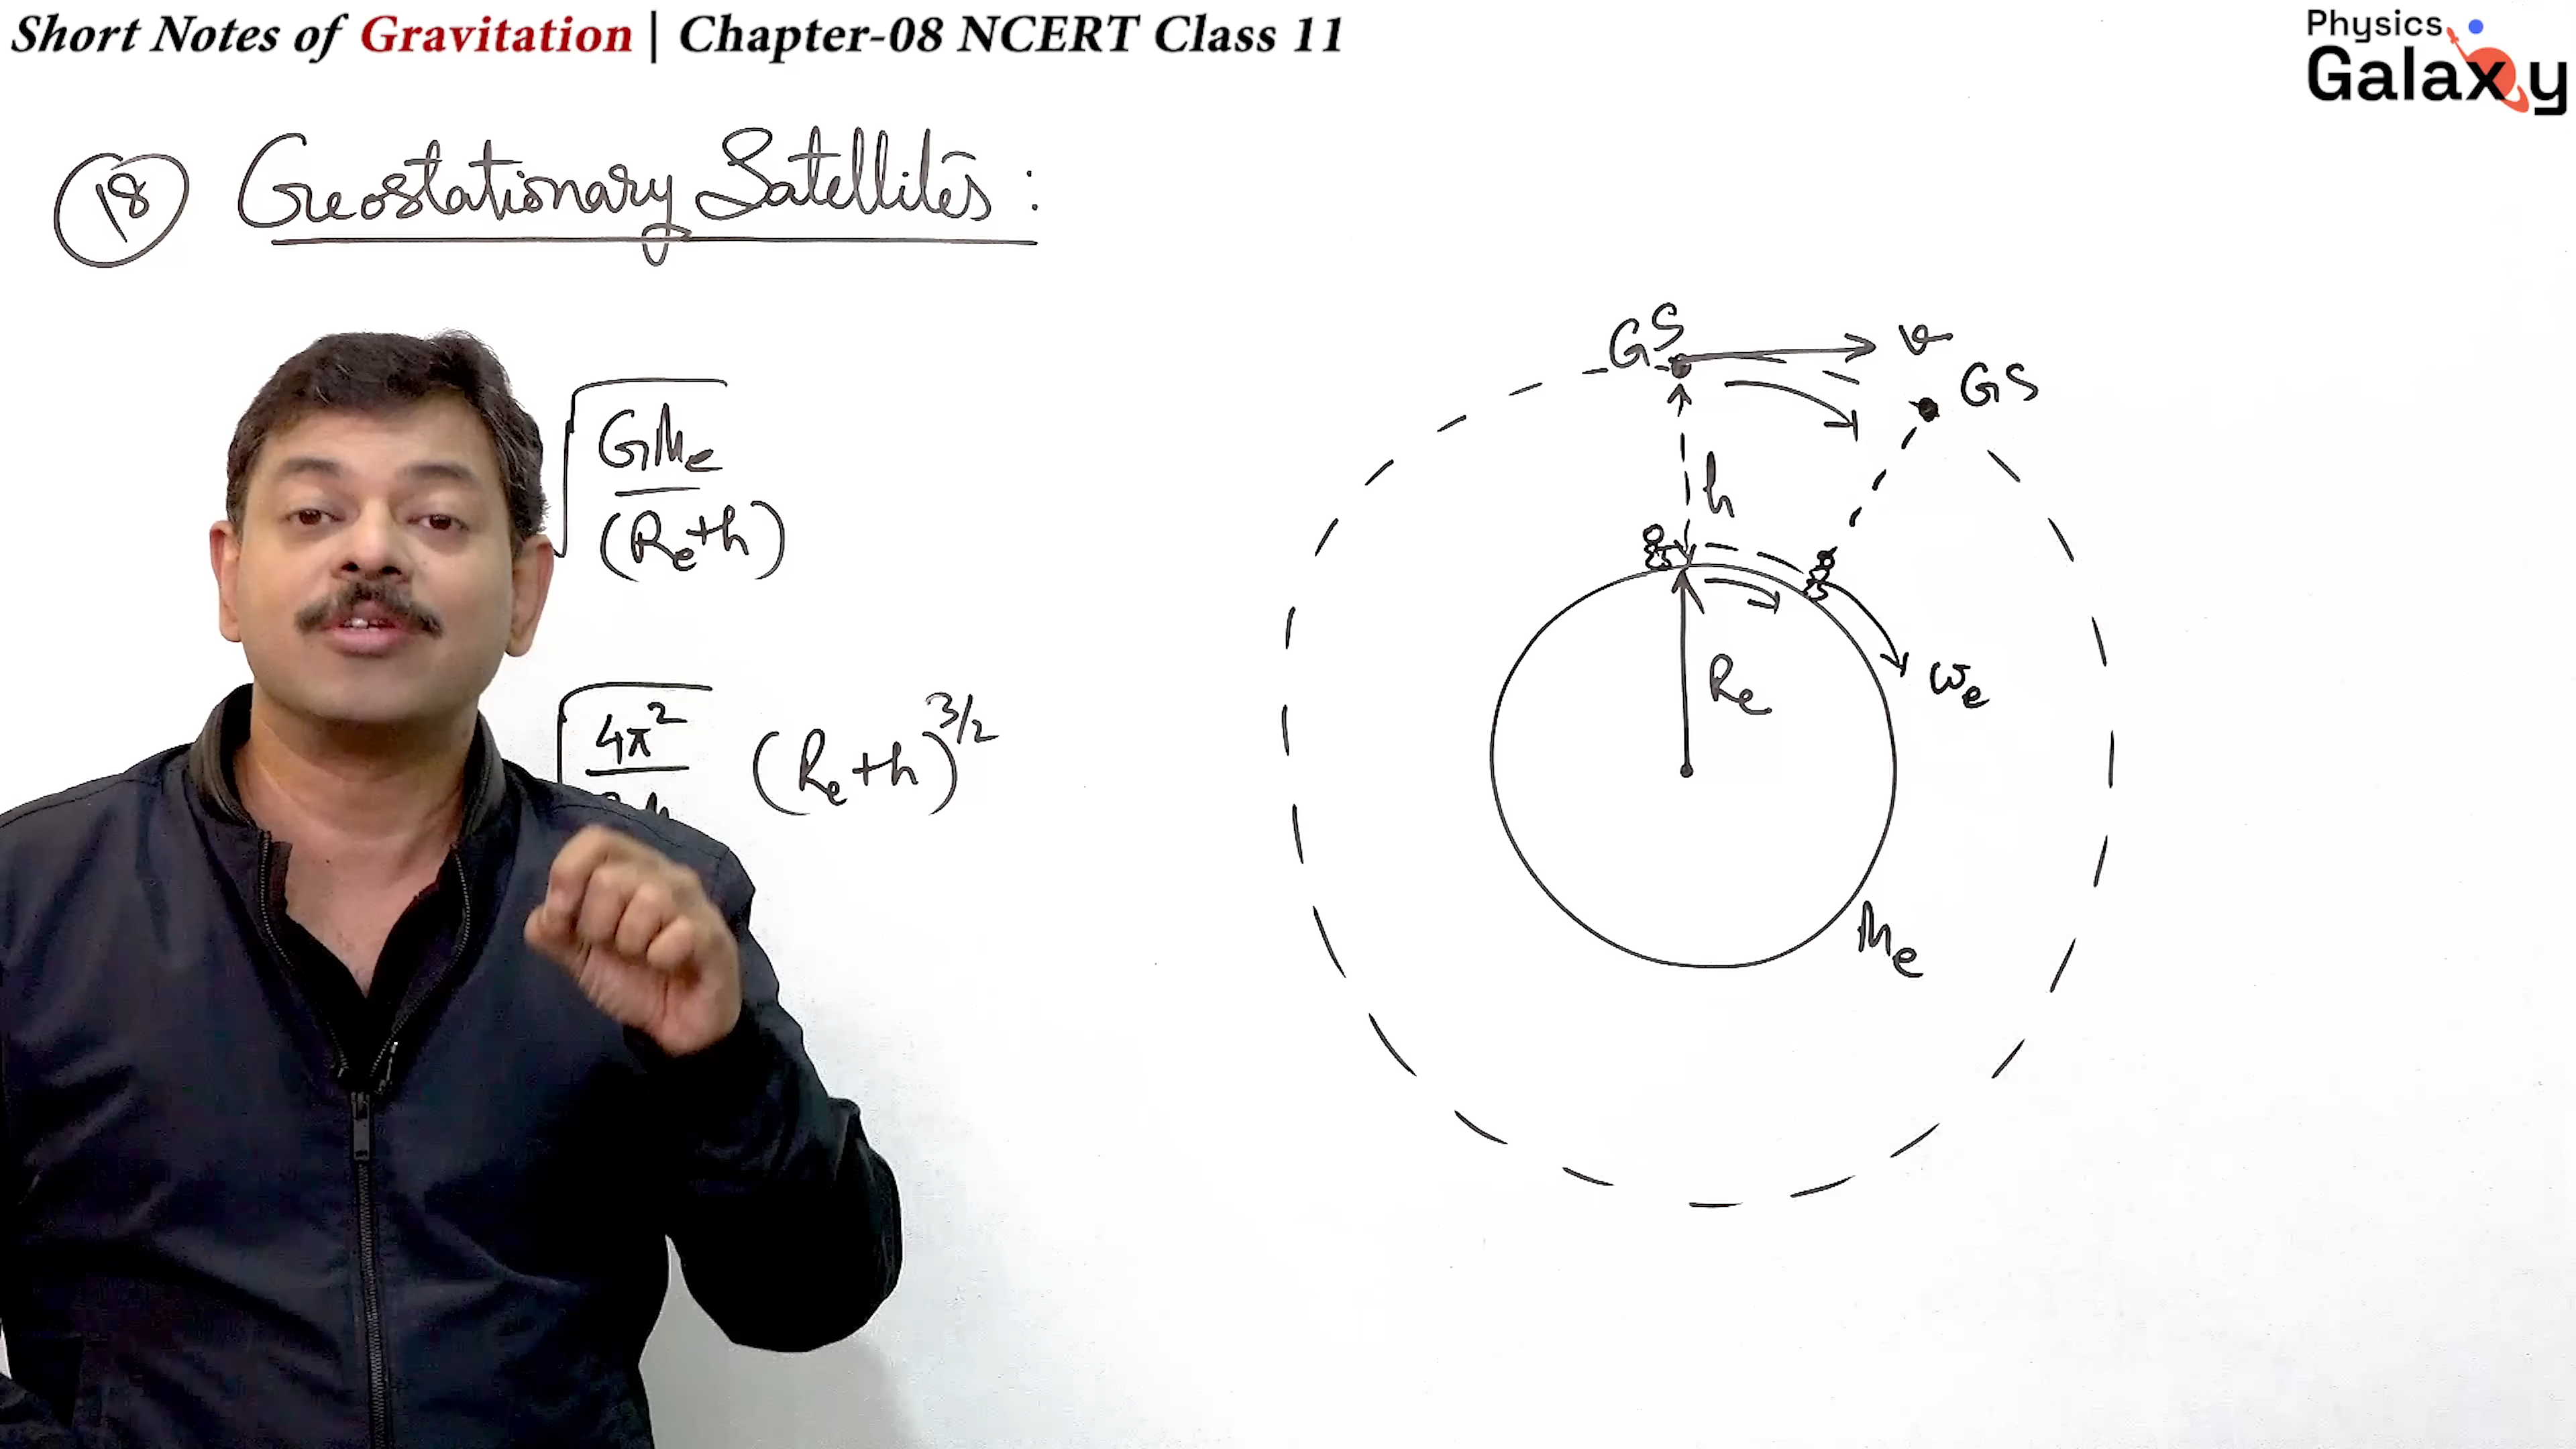 Short Notes of Gravitation | Chapter-08 NCERT Class 11
Physics
Galaxy
18 Geostationary Satellites :
√GMe
(Re+h)
√4π² (Re+h)^3/2
GS
v
GS
h
Re
ωe
Me